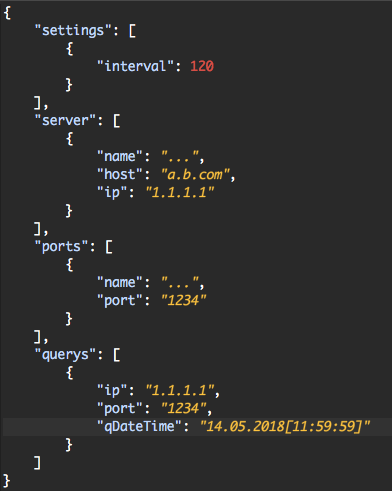 {
    "settings": [
        {
            "interval": 120
        }
    ],
    "server": [
        {
            "name": "...",
            "host": "a.b.com",
            "ip": "1.1.1.1"
        }
    ],
    "ports": [
        {
            "name": "...",
            "port": "1234"
        }
    ],
    "querys": [
        {
            "ip": "1.1.1.1",
            "port": "1234",
            "qDateTime": "14.05.2018[11:59:59]"
        }
    ]
}